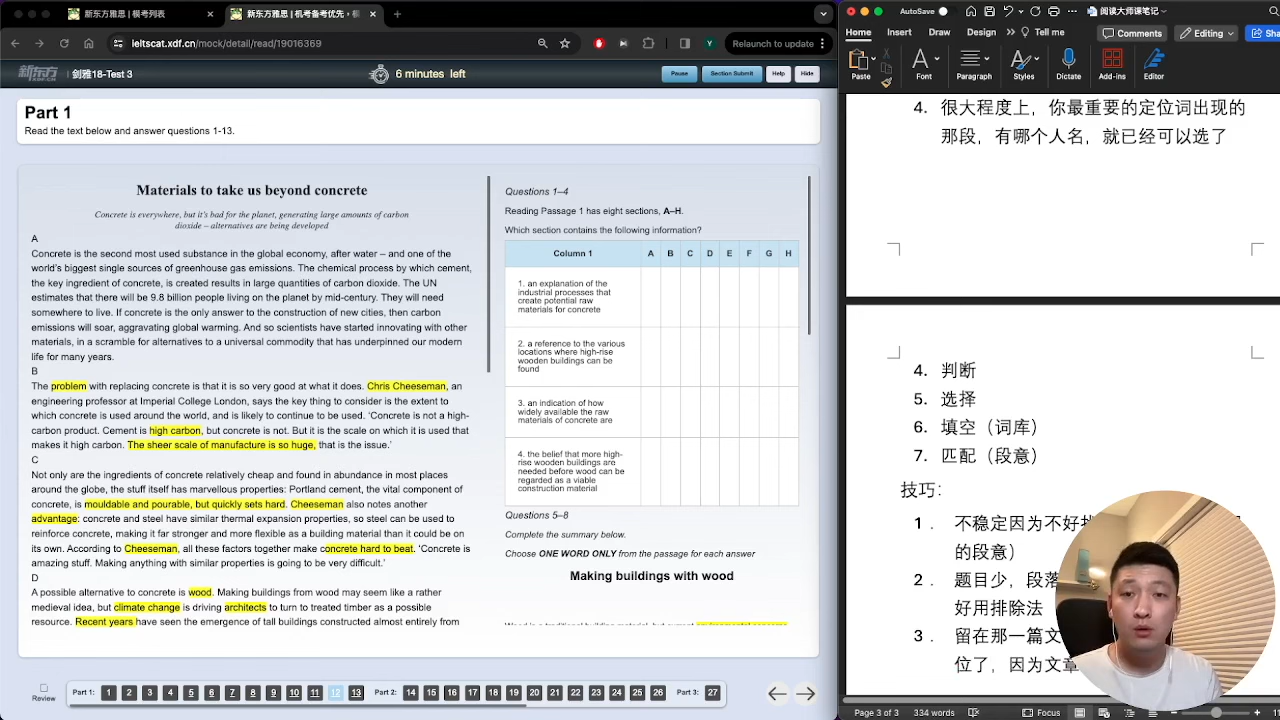 新东方雅思 | 模考列表
新东方雅思 | 机考备考优先 •
ieltscat.xdf.cn/mock/detail/read/19016369
Y
Relaunch to update
新东方
剑雅18-Test 3
Pause
Section Submit
Help
Hide
Part 1
Read the text below and answer questions 1-13.
Materials to take us beyond concrete
Concrete is everywhere, but it's bad for the planet, generating large amounts of carbon
dioxide – alternatives are being developed
A
Concrete is the second most used substance in the global economy, after water – and one of the
world's biggest single sources of greenhouse gas emissions. The chemical process by which cement,
the key ingredient of concrete, is created results in large quantities of carbon dioxide. The UN
estimates that there will be 9.8 billion people living on the planet by mid-century. They will need
somewhere to live. If concrete is the only answer to the construction of new cities, then carbon
emissions will soar, aggravating global warming. And so scientists have started innovating with other
materials, in a scramble for alternatives to a universal commodity that has underpinned our modern
life for many years.
B
The problem with replacing concrete is that it is so very good at what it does. Chris Cheeseman, an
engineering professor at Imperial College London, says the key thing to consider is the extent to
which concrete is used around the world, and is likely to continue to be used. 'Concrete is not a high-
carbon product. Cement is high carbon, but concrete is not. But it is the scale on which it is used that
makes it high carbon. The sheer scale of manufacture is so huge, that is the issue.'
C
Not only are the ingredients of concrete relatively cheap and found in abundance in most places
around the globe, the stuff itself has marvellous properties: Portland cement, the vital component of
concrete, is mouldable and pourable, but quickly sets hard. Cheeseman also notes another
advantage: concrete and steel have similar thermal expansion properties, so steel can be used to
reinforce concrete, making it far stronger and more flexible as a building material than it could be on
its own. According to Cheeseman, all these factors together make concrete hard to beat. 'Concrete is
amazing stuff. Making anything with similar properties is going to be very difficult.'
D
A possible alternative to concrete is wood. Making buildings from wood may seem like a rather
medieval idea, but climate change is driving architects to turn to treated timber as a possible
resource. Recent years have seen the emergence of tall buildings constructed almost entirely from
Questions 1–4
Reading Passage 1 has eight sections, A–H.
Which section contains the following information?
Column 1 A B C D E F G H
1. an explanation of the
industrial processes that
create potential raw
materials for concrete
2. a reference to the various
locations where high-rise
wooden buildings can be
found
3. an indication of how
widely available the raw
materials of concrete are
4. the belief that more high-
rise wooden buildings are
needed before wood can be
regarded as a viable
construction material
Questions 5–8
Complete the summary below.
Choose ONE WORD ONLY from the passage for each answer
Making buildings with wood
Review
Part 1: 1 2 3 4 5 6 7 8 9 10 11 12 13 Part 2: 14 15 16 17 18 19 20 21 22 23 24 25 26 Part 3: 27
AutoSave
阅读大师课笔记
Home Insert Draw Design Tell me
Comments
Editing
Sha
Paste
Font
Paragraph
Styles
Dictate
Add-ins
Editor
4. 很大程度上，你最重要的定位词出现的
那段，有哪个人名，就已经可以选了
4. 判断
5. 选择
6. 填空（词库）
7. 匹配（段意）
技巧：
1． 不稳定因为不好
的段意）
2． 题目少，段落
好用排除法
3． 留在那一篇文
位了，因为文章
Page 3 of 3
334 words
Focus